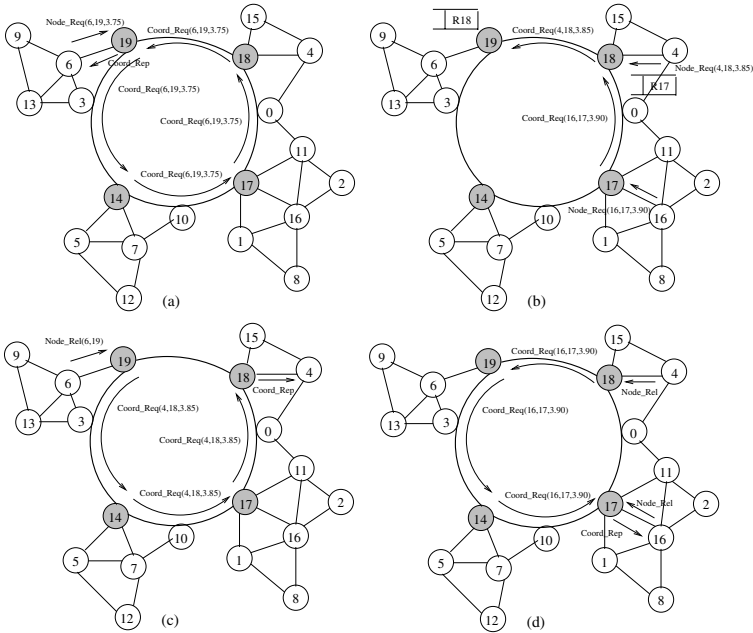 Node_Req(6,19,3.75)
Coord_Req(6,19,3.75)
15
9
19
18
4
6
Coord_Rep
Coord_Req(6,19,3.75)
13
3
0
Coord_Req(6,19,3.75)
11
Coord_Req(6,19,3.75)
17
2
14
10
16
5
7
1
8
12
(a)
R18
15
Coord_Req(4,18,3.85)
9
19
18
4
6
Node_Req(4,18,3.85)
R17
13
3
0
Coord_Req(16,17,3.90)
11
17
2
14
Node_Req(16,17,3.90)
10
16
5
7
1
8
12
(b)
Node_Rel(6,19)
15
9
19
18
4
6
Coord_Rep
Coord_Req(4,18,3.85)
13
3
0
Coord_Req(4,18,3.85)
11
Coord_Req(4,18,3.85)
17
2
14
10
16
5
7
1
8
12
(c)
15
Coord_Req(16,17,3.90)
9
19
18
4
6
Node_Rel
Coord_Req(16,17,3.90)
13
3
0
11
Coord_Req(16,17,3.90)
17
Node_Rel
2
14
Coord_Rep
10
16
5
7
1
8
12
(d)